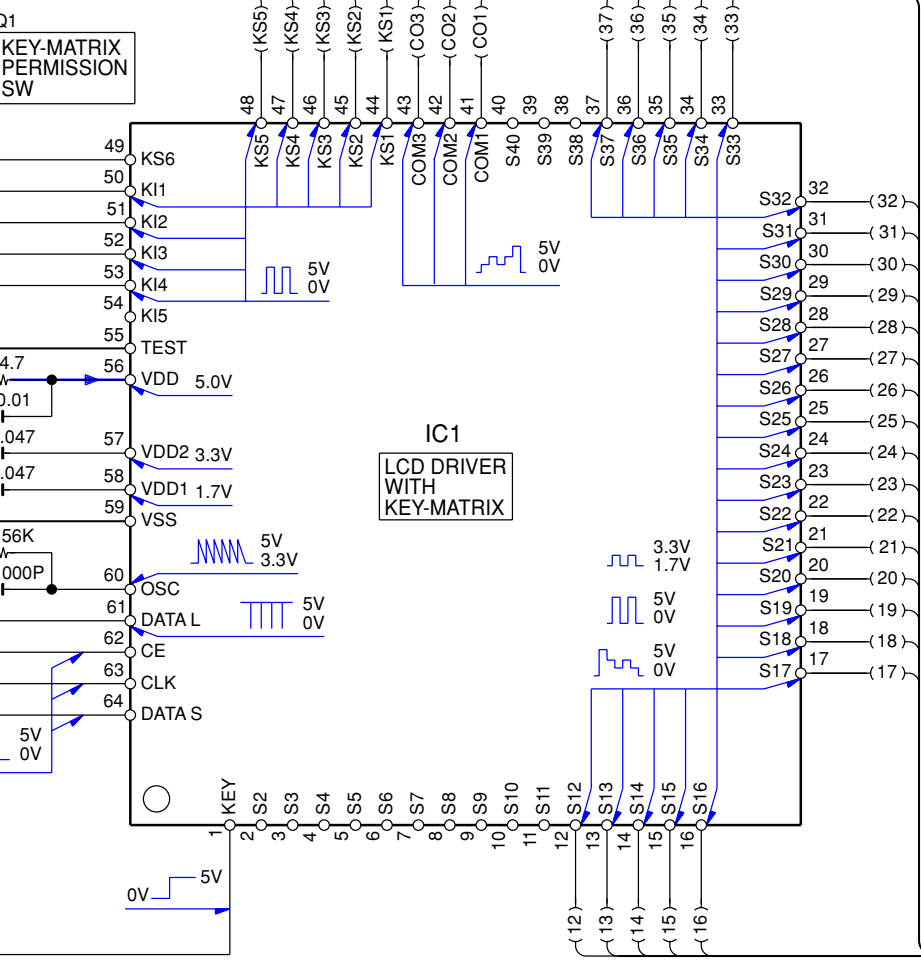 Q1
KEY-MATRIX
PERMISSION
SW
(KS5)
(KS4)
(KS3)
(KS2)
(KS1)
(CO3)
(CO2)
(CO1)
(37)
(36)
(35)
(34)
(33)
48
47
46
45
44
43
42
41
40
39
38
37
36
35
34
33
KS5
KS4
KS3
KS2
KS1
COM3
COM2
COM1
S40
S39
S38
S37
S36
S35
S34
S33
49 KS6
50 KI1
51 KI2
52 KI3
53 KI4
54 KI5
55 TEST
56 VDD 5.0V
57 VDD2 3.3V
58 VDD1 1.7V
59 VSS
60 OSC
61 DATA L
62 CE
63 CLK
64 DATA S
4.7
0.01
.047
.047
56K
000P
5V
0V
5V
0V
5V
0V
5V
3.3V
5V
0V
IC1
LCD DRIVER
WITH
KEY-MATRIX
3.3V
1.7V
5V
0V
5V
0V
S32 32 (32)
S31 31 (31)
S30 30 (30)
S29 29 (29)
S28 28 (28)
S27 27 (27)
S26 26 (26)
S25 25 (25)
S24 24 (24)
S23 23 (23)
S22 22 (22)
S21 21 (21)
S20 20 (20)
S19 19 (19)
S18 18 (18)
S17 17 (17)
KEY
S2
S3
S4
S5
S6
S7
S8
S9
S10
S11
S12
S13
S14
S15
S16
1
2
3
4
5
6
7
8
9
10
11
12
13
14
15
16
0V 5V
(12)
(13)
(14)
(15)
(16)